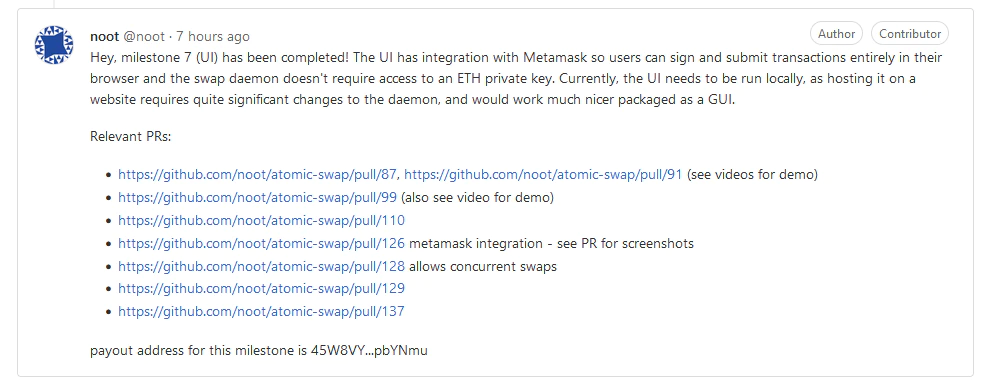 noot @noot · 7 hours ago
Author
Contributor
Hey, milestone 7 (UI) has been completed! The UI has integration with Metamask so users can sign and submit transactions entirely in their
browser and the swap daemon doesn't require access to an ETH private key. Currently, the UI needs to be run locally, as hosting it on a
website requires quite significant changes to the daemon, and would work much nicer packaged as a GUI.
Relevant PRs:
• https://github.com/noot/atomic-swap/pull/87, https://github.com/noot/atomic-swap/pull/91 (see videos for demo)
• https://github.com/noot/atomic-swap/pull/99 (also see video for demo)
• https://github.com/noot/atomic-swap/pull/110
• https://github.com/noot/atomic-swap/pull/126 metamask integration - see PR for screenshots
• https://github.com/noot/atomic-swap/pull/128 allows concurrent swaps
• https://github.com/noot/atomic-swap/pull/129
• https://github.com/noot/atomic-swap/pull/137
payout address for this milestone is 45W8VY...pbYNmu